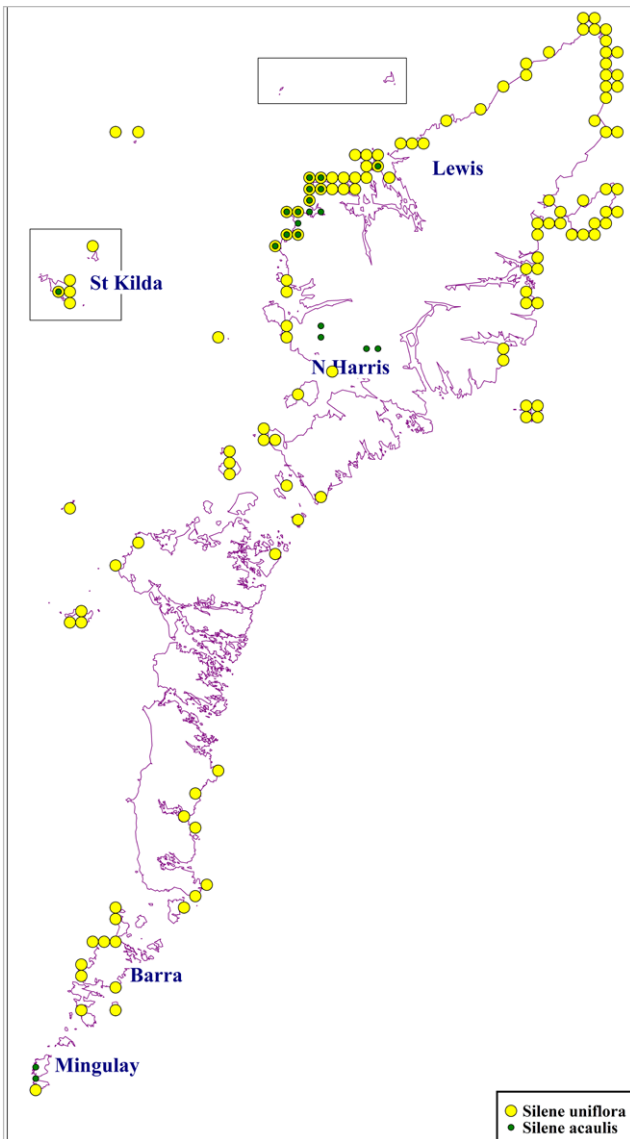 Lewis
St Kilda
N Harris
Barra
Mingulay
Silene uniflora
Silene acaulis